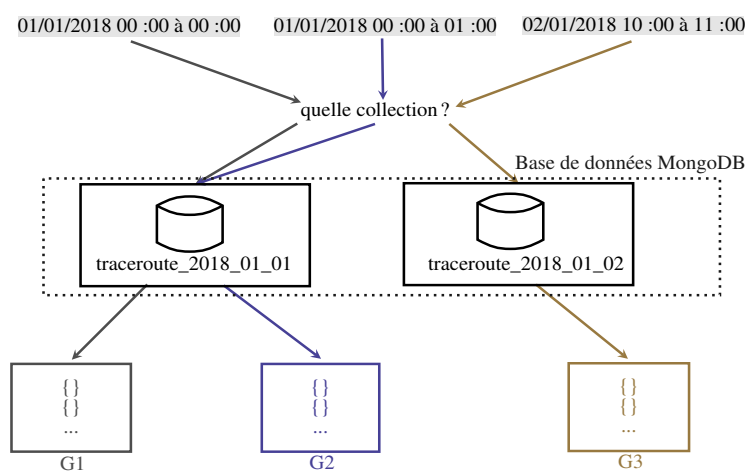 01/01/2018 00 :00 à 00 :00
01/01/2018 00 :00 à 01 :00
02/01/2018 10 :00 à 11 :00
quelle collection ?
Base de données MongoDB
traceroute_2018_01_01
traceroute_2018_01_02
{}
{}
...
{}
{}
...
{}
{}
...
G1
G2
G3